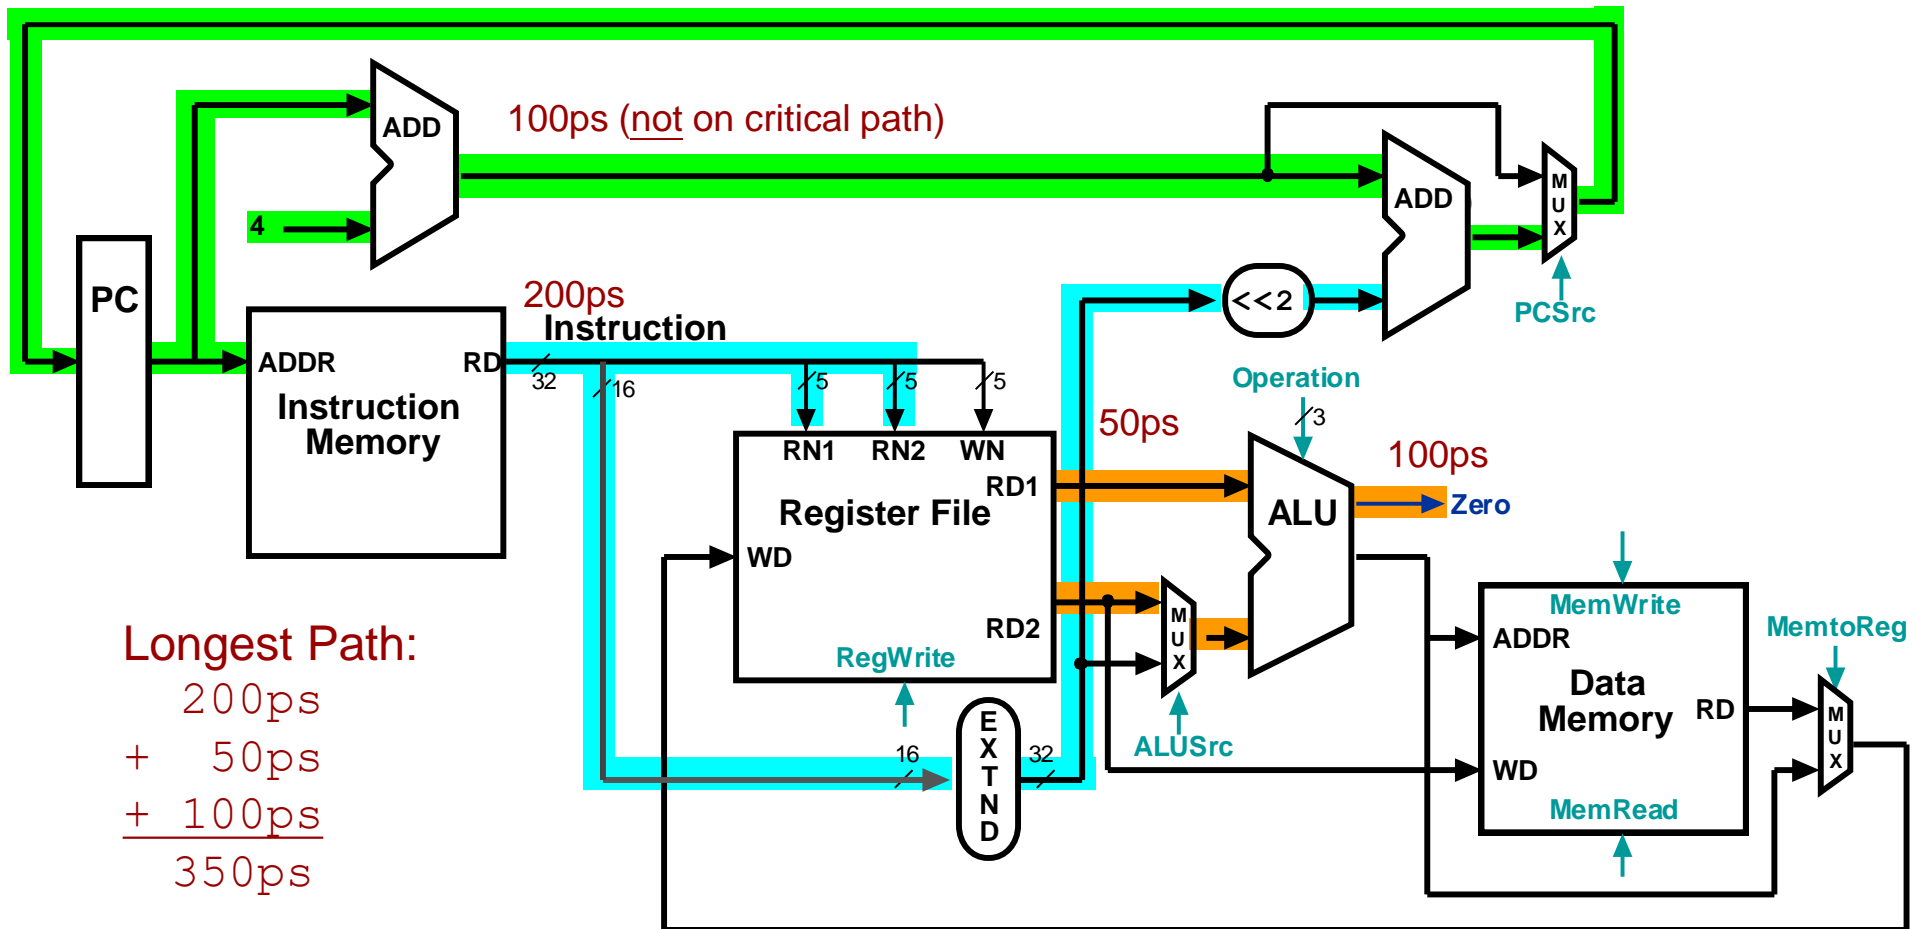 100ps (not on critical path)
ADD
4
ADD
M
U
X
PCSrc
PC
200ps
Instruction
<<2
ADDR
RD
32
16
5
5
5
Instruction
Memory
Operation
3
50ps
100ps
RN1
RN2
WN
RD1
Register File
ALU
Zero
WD
RD2
RegWrite
M
U
X
ALUSrc
MemWrite
ADDR
Data
Memory
RD
WD
MemRead
MemtoReg
M
U
X
16
E
X
T
N
D
32
Longest Path:
200ps
+ 50ps
+ 100ps
350ps